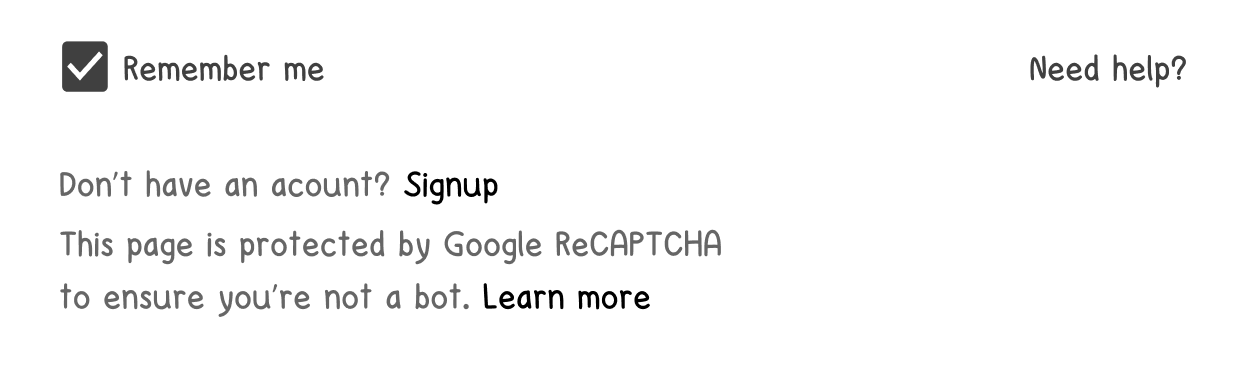 Remember me
Need help?
Don't have an acount? Signup
This page is protected by Google ReCAPTCHA
to ensure you're not a bot. Learn more